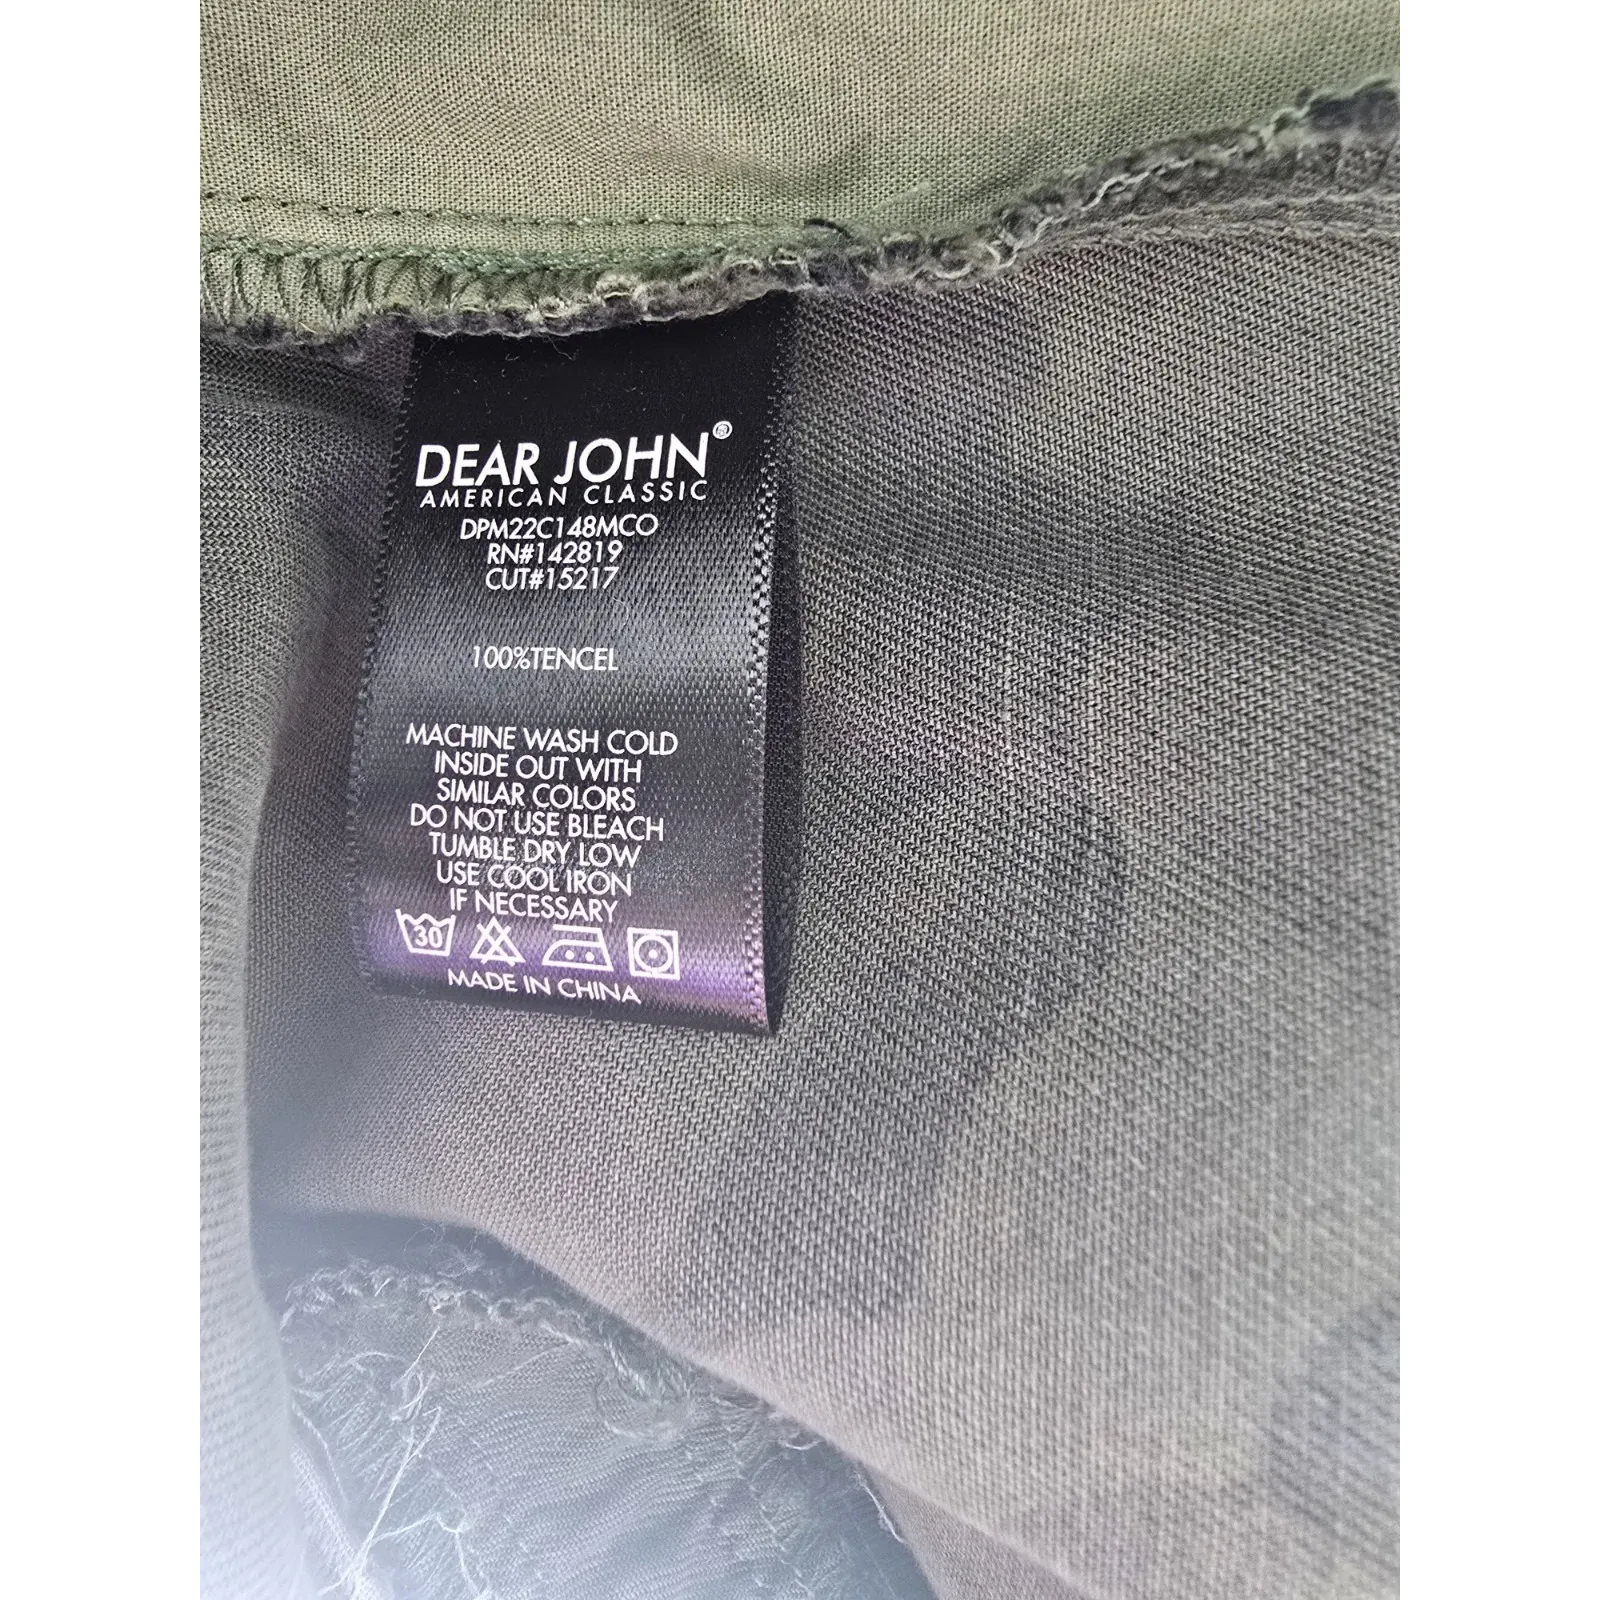 DEAR JOHN®
AMERICAN CLASSIC
DPM22C148MCO
RN#142819
CUT#15217
100%TENCEL
MACHINE WASH COLD
INSIDE OUT WITH
SIMILAR COLORS
DO NOT USE BLEACH
TUMBLE DRY LOW
USE COOL IRON
IF NECESSARY
30
MADE IN CHINA